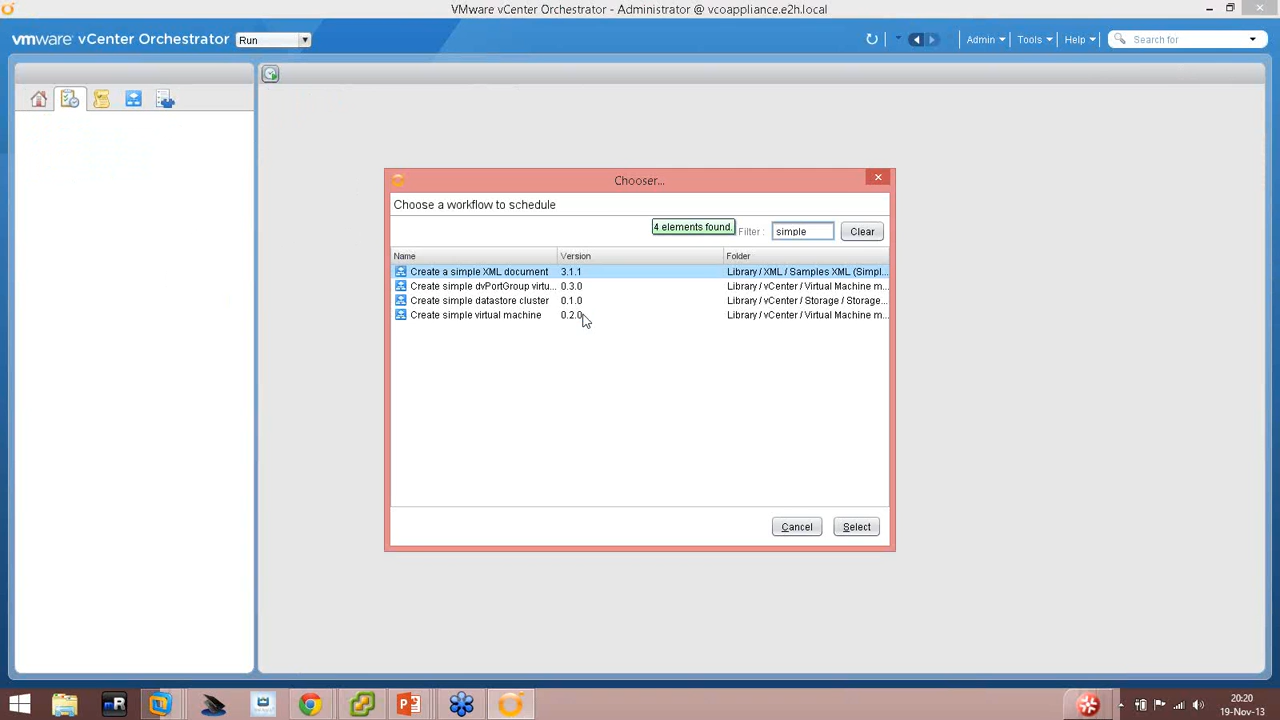 VMware vCenter Orchestrator - Administrator @ vcoappliance.e2h.local
vmware vCenter Orchestrator Run Admin Tools Help Search for
Chooser...
Choose a workflow to schedule
4 elements found. Filter : simple Clear
Name Version Folder
Create a simple XML document 3.1.1 Library / XML / Samples XML (Simpl...
Create simple dvPortGroup virtu... 0.3.0 Library / vCenter / Virtual Machine m...
Create simple datastore cluster 0.1.0 Library / vCenter / Storage / Storage...
Create simple virtual machine 0.2.0 Library / vCenter / Virtual Machine m...
Cancel Select
mR
20:20
19-Nov-13